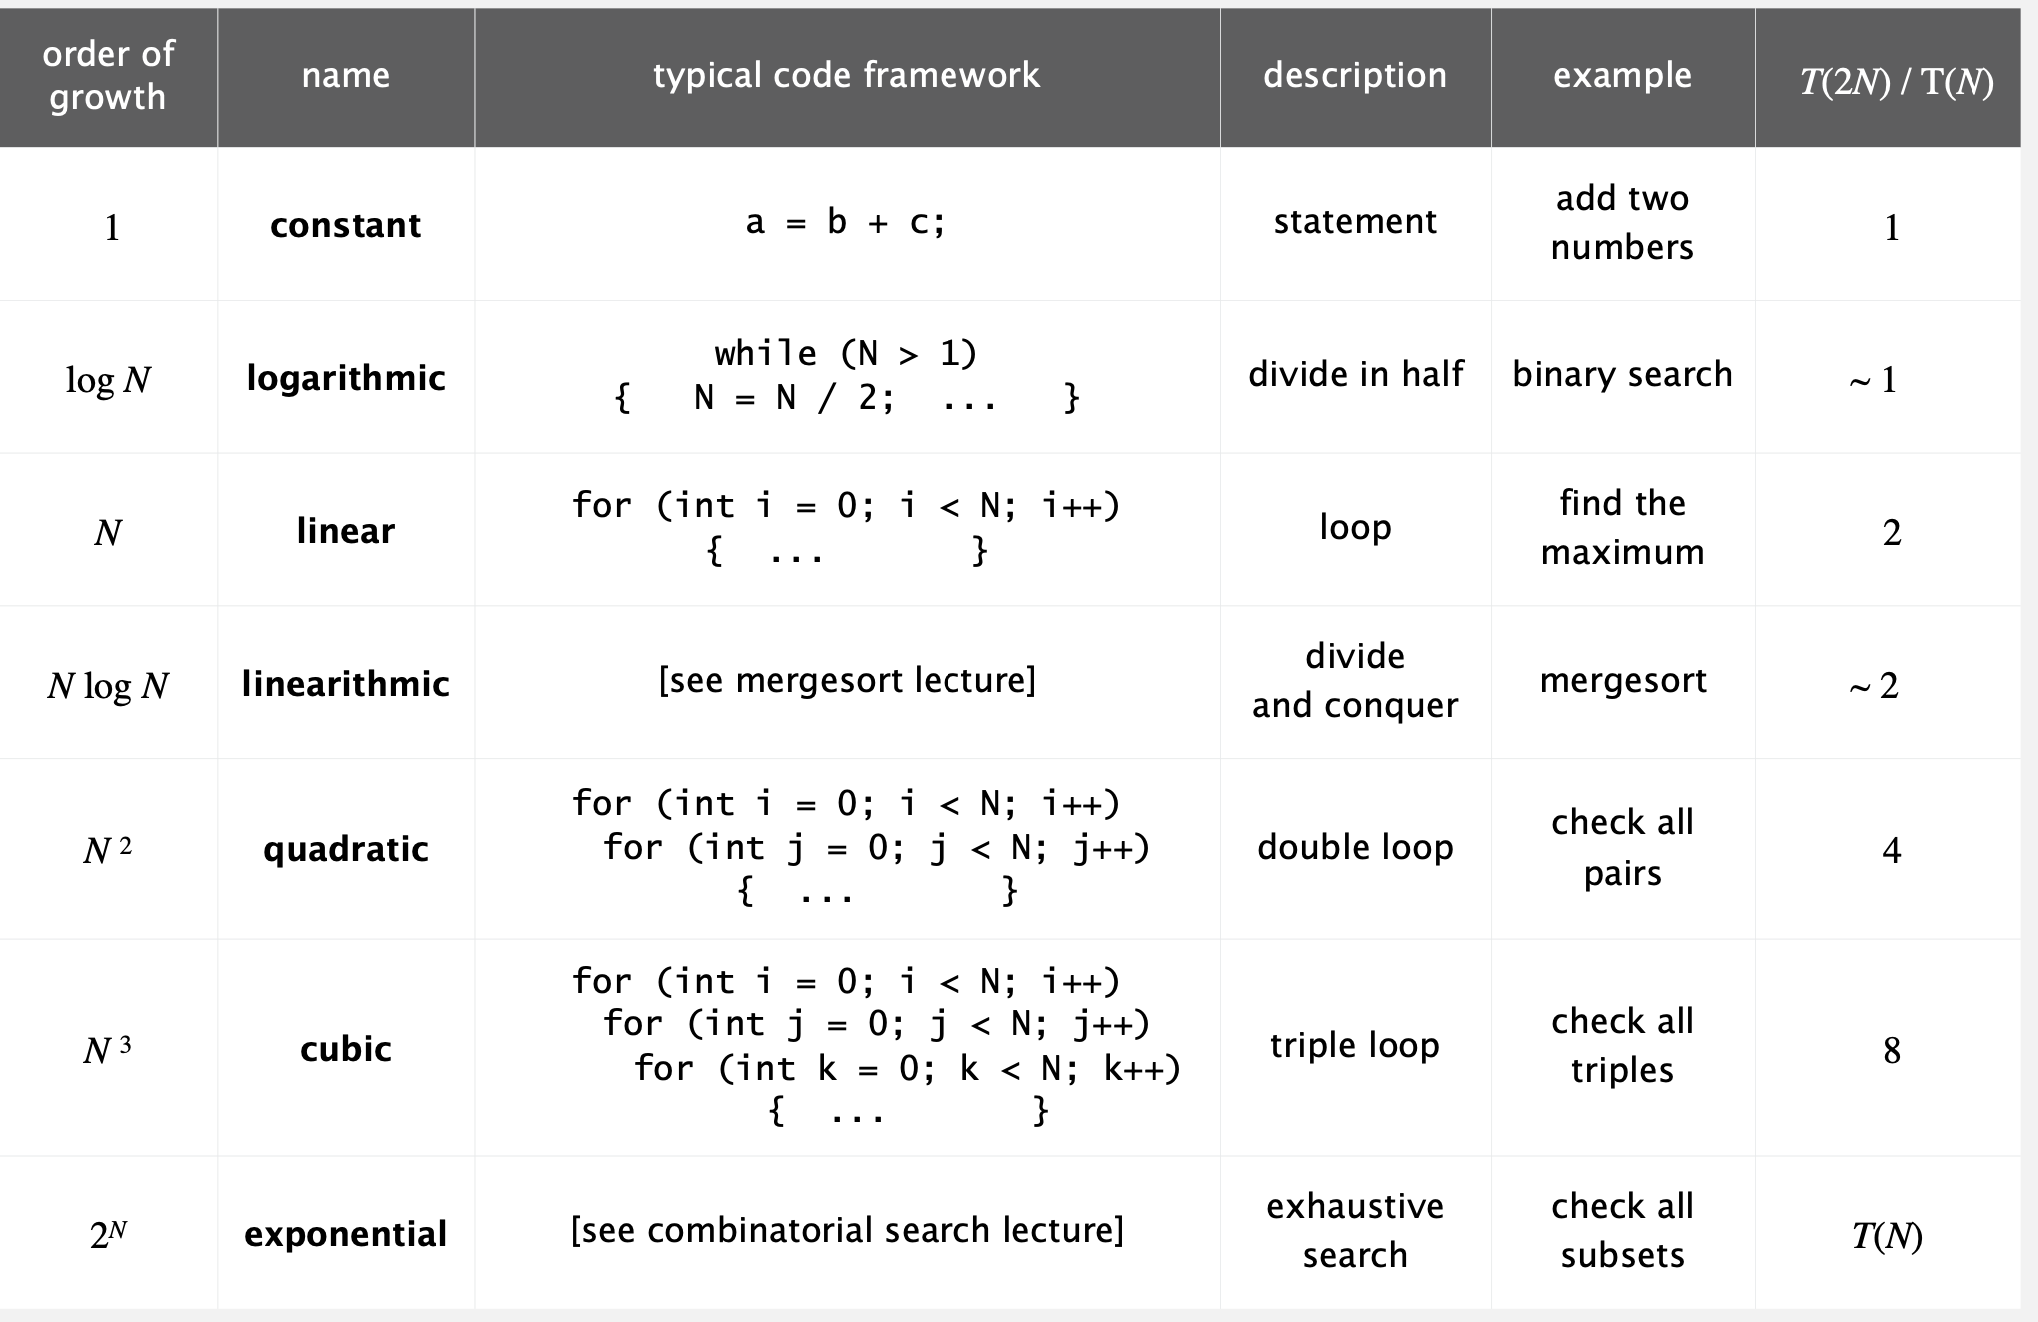 order of
growth
name
typical code framework
description
example
T(2N) / T(N)
1
constant
a = b + c;
statement
add two
numbers
1
log N
logarithmic
while (N > 1)
{ N = N / 2; ... }
divide in half
binary search
~ 1
N
linear
for (int i = 0; i < N; i++)
{ ... }
loop
find the
maximum
2
N log N
linearithmic
[see mergesort lecture]
divide
and conquer
mergesort
~ 2
N ²
quadratic
for (int i = 0; i < N; i++)
for (int j = 0; j < N; j++)
{ ... }
double loop
check all
pairs
4
N ³
cubic
for (int i = 0; i < N; i++)
for (int j = 0; j < N; j++)
for (int k = 0; k < N; k++)
{ ... }
triple loop
check all
triples
8
2ᴺ
exponential
[see combinatorial search lecture]
exhaustive
search
check all
subsets
T(N)